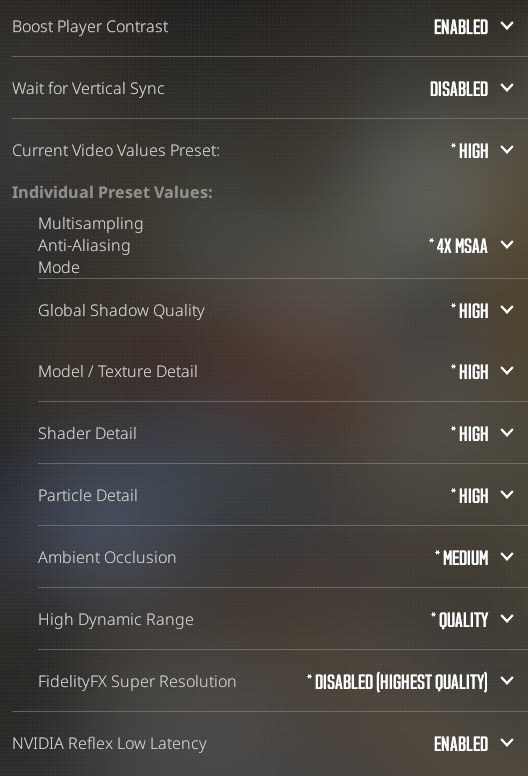 Boost Player Contrast ENABLED
Wait for Vertical Sync DISABLED
Current Video Values Preset: * HIGH
Individual Preset Values:
Multisampling
Anti-Aliasing * 4X MSAA
Mode
Global Shadow Quality * HIGH
Model / Texture Detail * HIGH
Shader Detail * HIGH
Particle Detail * HIGH
Ambient Occlusion * MEDIUM
High Dynamic Range * QUALITY
FidelityFX Super Resolution * DISABLED (HIGHEST QUALITY)
NVIDIA Reflex Low Latency ENABLED